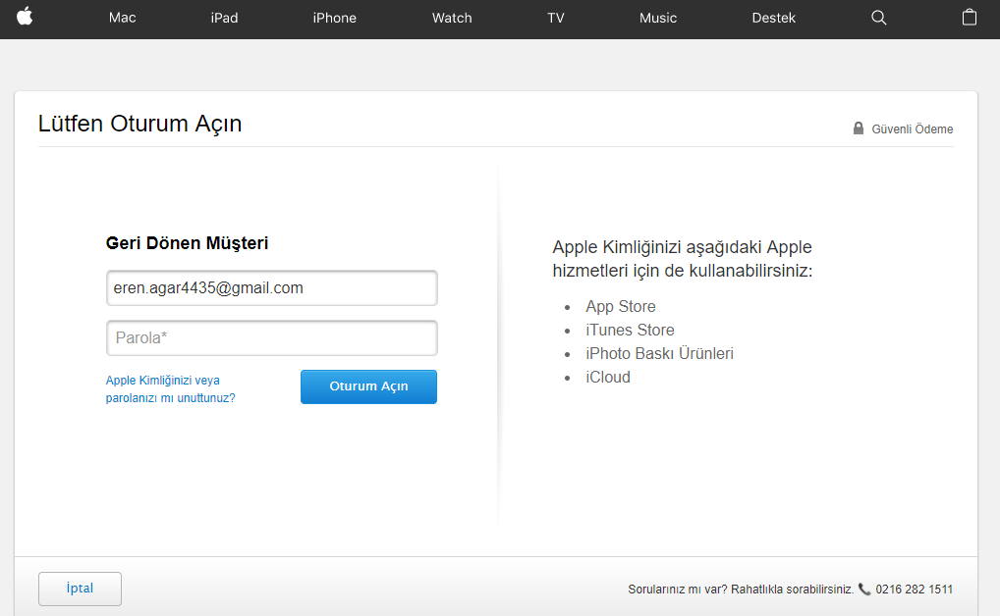 Mac iPad iPhone Watch TV Music Destek
Lütfen Oturum Açın
Güvenli Ödeme
Geri Dönen Müşteri
eren.agar4435@gmail.com
Parola*
Apple Kimliğinizi veya
parolanızı mı unuttunuz?
Oturum Açın
Apple Kimliğinizi aşağıdaki Apple
hizmetleri için de kullanabilirsiniz:
• App Store
• iTunes Store
• iPhoto Baskı Ürünleri
• iCloud
İptal
Sorularınız mı var? Rahatlıkla sorabilirsiniz. 0216 282 1511